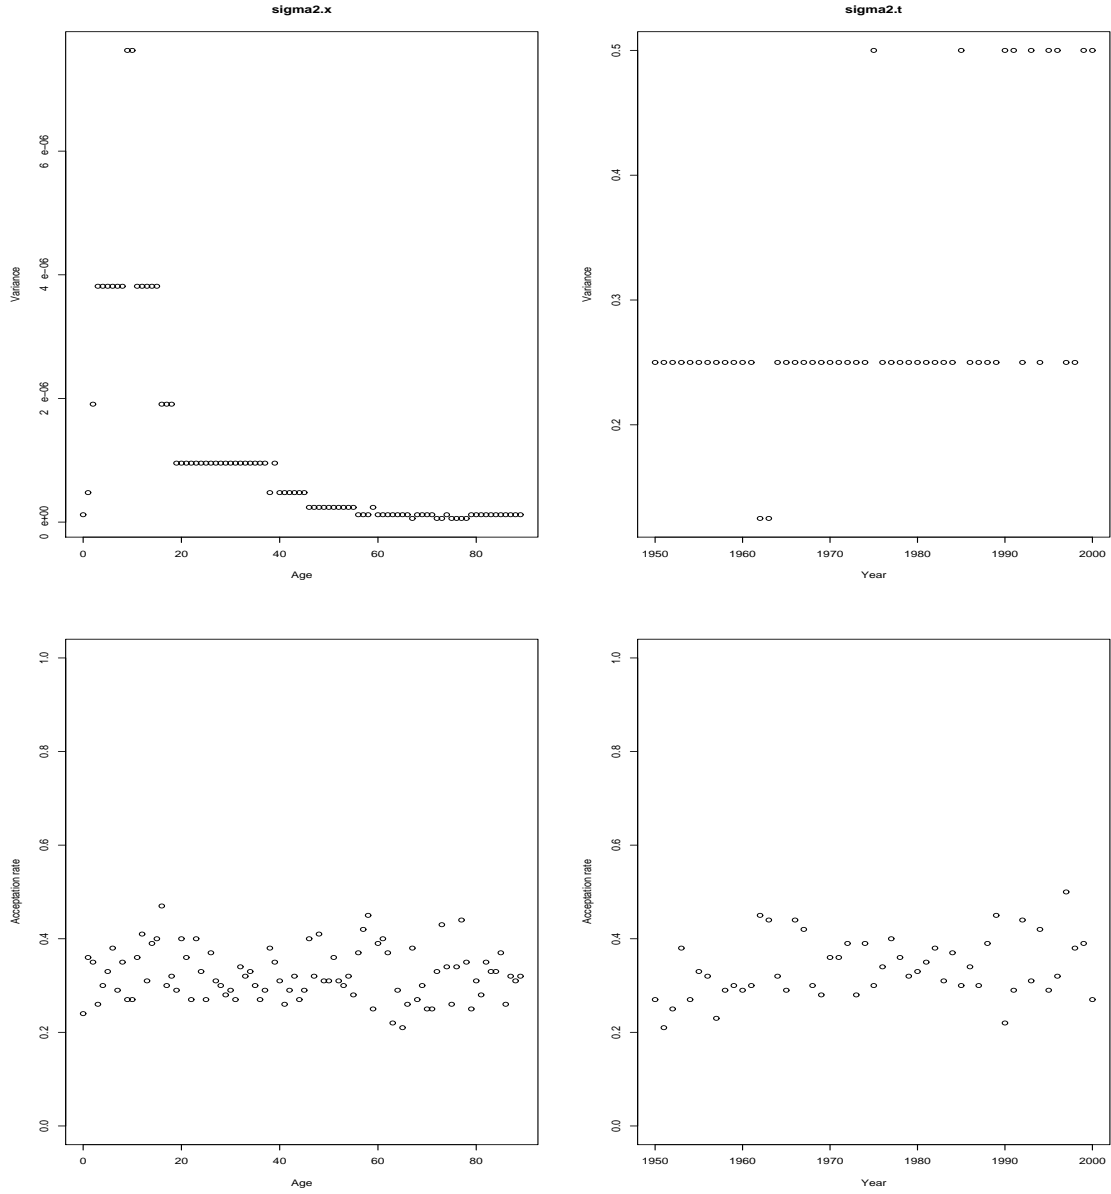 sigma2.x
Variance
0 e+00
2 e−06
4 e−06
6 e−06
0
20
40
60
80
Age
sigma2.t
Variance
0.2
0.3
0.4
0.5
1950
1960
1970
1980
1990
2000
Year
Acceptation rate
0.0
0.2
0.4
0.6
0.8
1.0
0
20
40
60
80
Age
Acceptation rate
0.0
0.2
0.4
0.6
0.8
1.0
1950
1960
1970
1980
1990
2000
Year